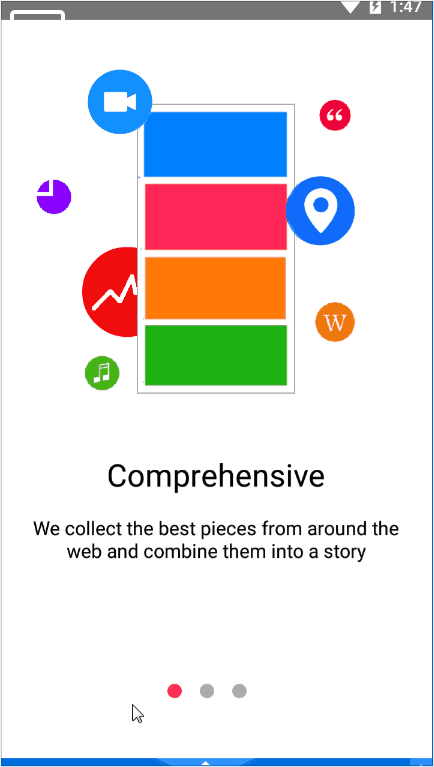 1:47
W
Comprehensive
We collect the best pieces from around the
web and combine them into a story